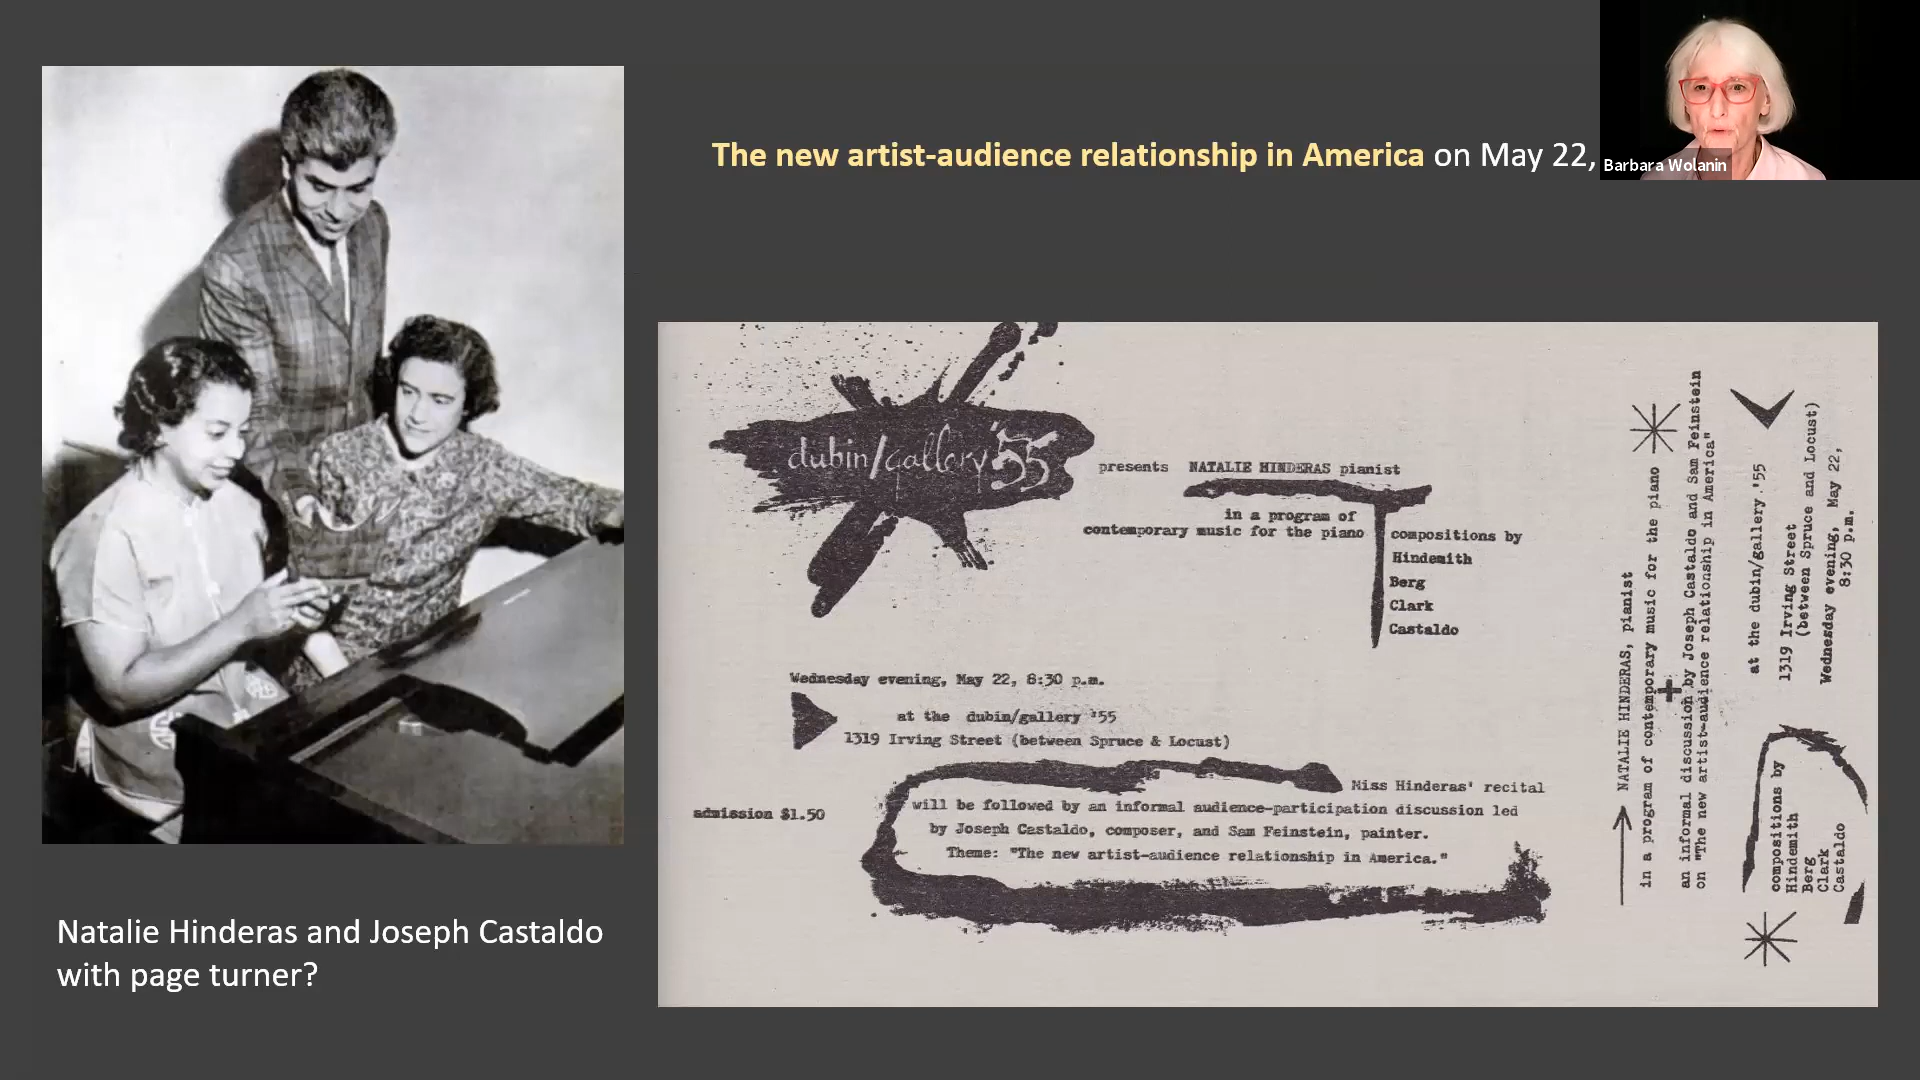 The new artist-audience relationship in America on May 22,
Barbara Wolanin
dubin/gallery '55
presents NATALIE HINDERAS pianist
in a program of
contemporary music for the piano
compositions by
Hindemith
Berg
Clark
Castaldo
Wednesday evening, May 22, 8:30 p.m.
at the dubin/gallery '55
1319 Irving Street (between Spruce & Locust)
admission $1.50
Miss Hinderas' recital
will be followed by an informal audience-participation discussion led
by Joseph Castaldo, composer, and Sam Feinstein, painter.
Theme: "The new artist-audience relationship in America."
NATALIE HINDERAS, pianist
in a program of contemporary music for the piano
+
an informal discussion by Joseph Castaldo and Sam Feinstein
on "The new artist-audience relationship in America"
at the dubin/gallery '55
1319 Irving Street
(between Spruce and Locust)
Wednesday evening, May 22,
8:30 p.m.
compositions by
Hindemith
Berg
Clark
Castaldo
Natalie Hinderas and Joseph Castaldo
with page turner?